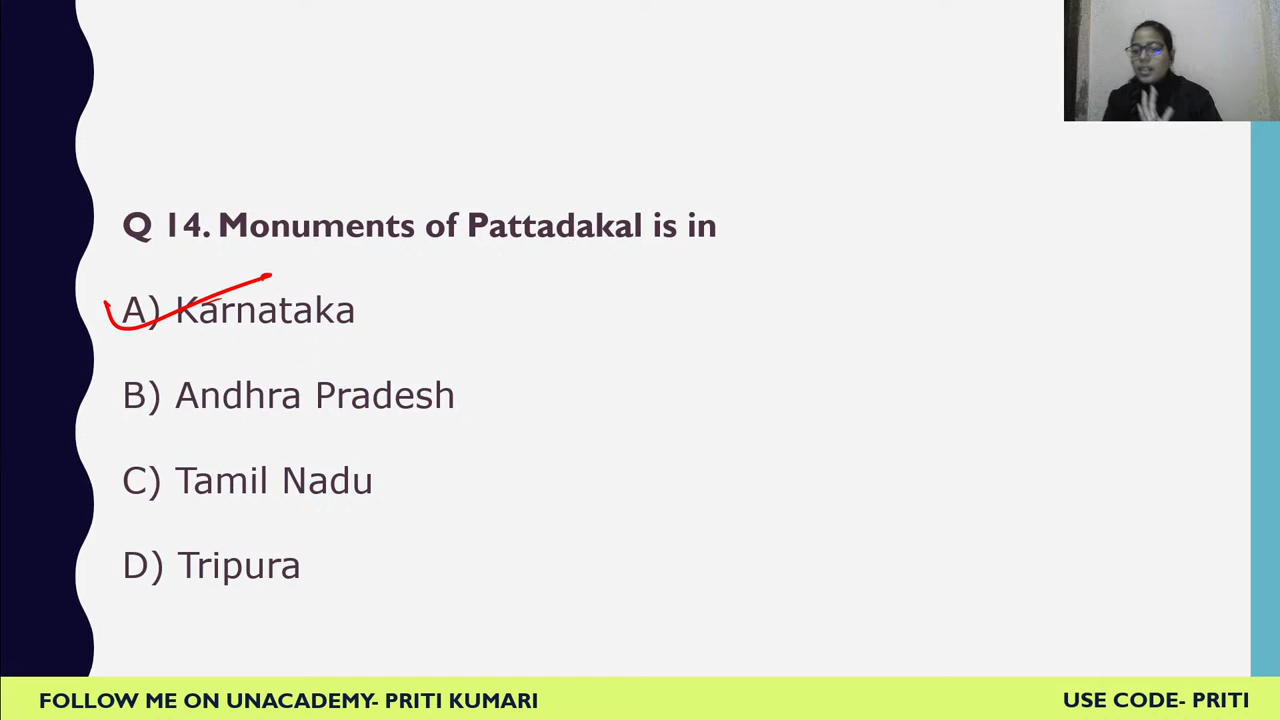 Q 14. Monuments of Pattadakal is in
A) Karnataka
B) Andhra Pradesh
C) Tamil Nadu
D) Tripura
FOLLOW ME ON UNACADEMY- PRITI KUMARI
USE CODE- PRITI